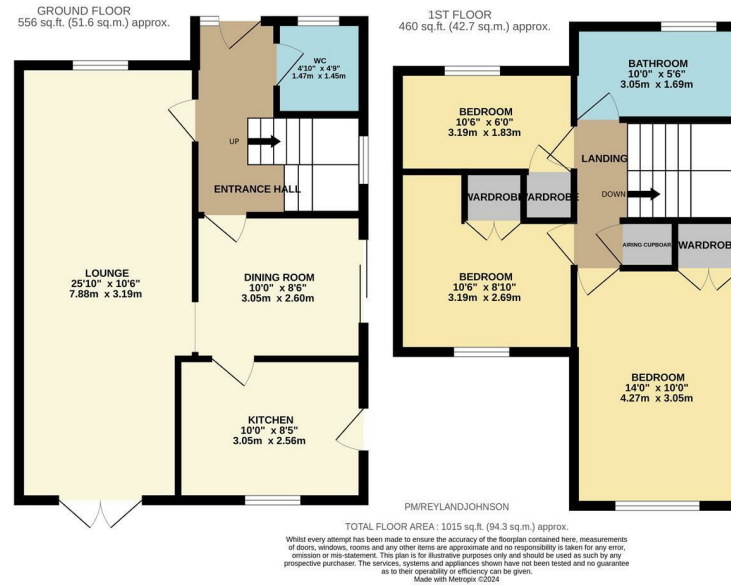 GROUND FLOOR
556 sq.ft. (51.6 sq.m.) approx.
WC
4'10" x 4'9"
1.47m x 1.45m
UP
ENTRANCE HALL
LOUNGE
25'10" x 10'6"
7.88m x 3.19m
DINING ROOM
10'0" x 8'6"
3.05m x 2.60m
KITCHEN
10'0" x 8'5"
3.05m x 2.56m
1ST FLOOR
460 sq.ft. (42.7 sq.m.) approx.
BATHROOM
10'0" x 5'6"
3.05m x 1.69m
BEDROOM
10'6" x 6'0"
3.19m x 1.83m
LANDING
DOWN
WARDROBE
WARDROBE
AIRING CUPBOARD
WARDROBE
BEDROOM
10'6" x 8'10"
3.19m x 2.69m
BEDROOM
14'0" x 10'0"
4.27m x 3.05m
PM/REYLANDJOHNSON
TOTAL FLOOR AREA : 1015 sq.ft. (94.3 sq.m.) approx.
Whilst every attempt has been made to ensure the accuracy of the floorplan contained here, measurements
of doors, windows, rooms and any other items are approximate and no responsibility is taken for any error,
omission or mis-statement. This plan is for illustrative purposes only and should be used as such by any
prospective purchaser. The services, systems and appliances shown have not been tested and no guarantee
as to their operability or efficiency can be given.
Made with Metropix ©2024